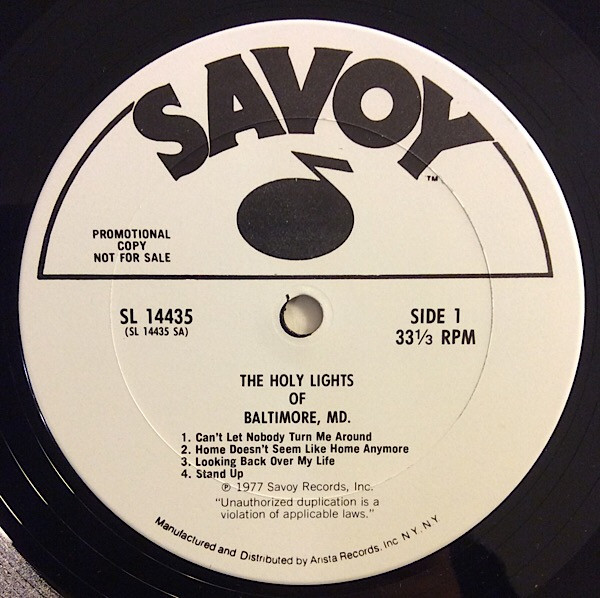 SAVOY
TM
PROMOTIONAL
COPY
NOT FOR SALE
SL 14435
(SL 14435 SA)
SIDE 1
33⅓ RPM
THE HOLY LIGHTS
OF
BALTIMORE, MD.
1. Can't Let Nobody Turn Me Around
2. Home Doesn't Seem Like Home Anymore
3. Looking Back Over My Life
4. Stand Up
℗ 1977 Savoy Records, Inc.
"Unauthorized duplication is a
violation of applicable laws."
Manufactured and Distributed by Arista Records, Inc N.Y. N.Y.